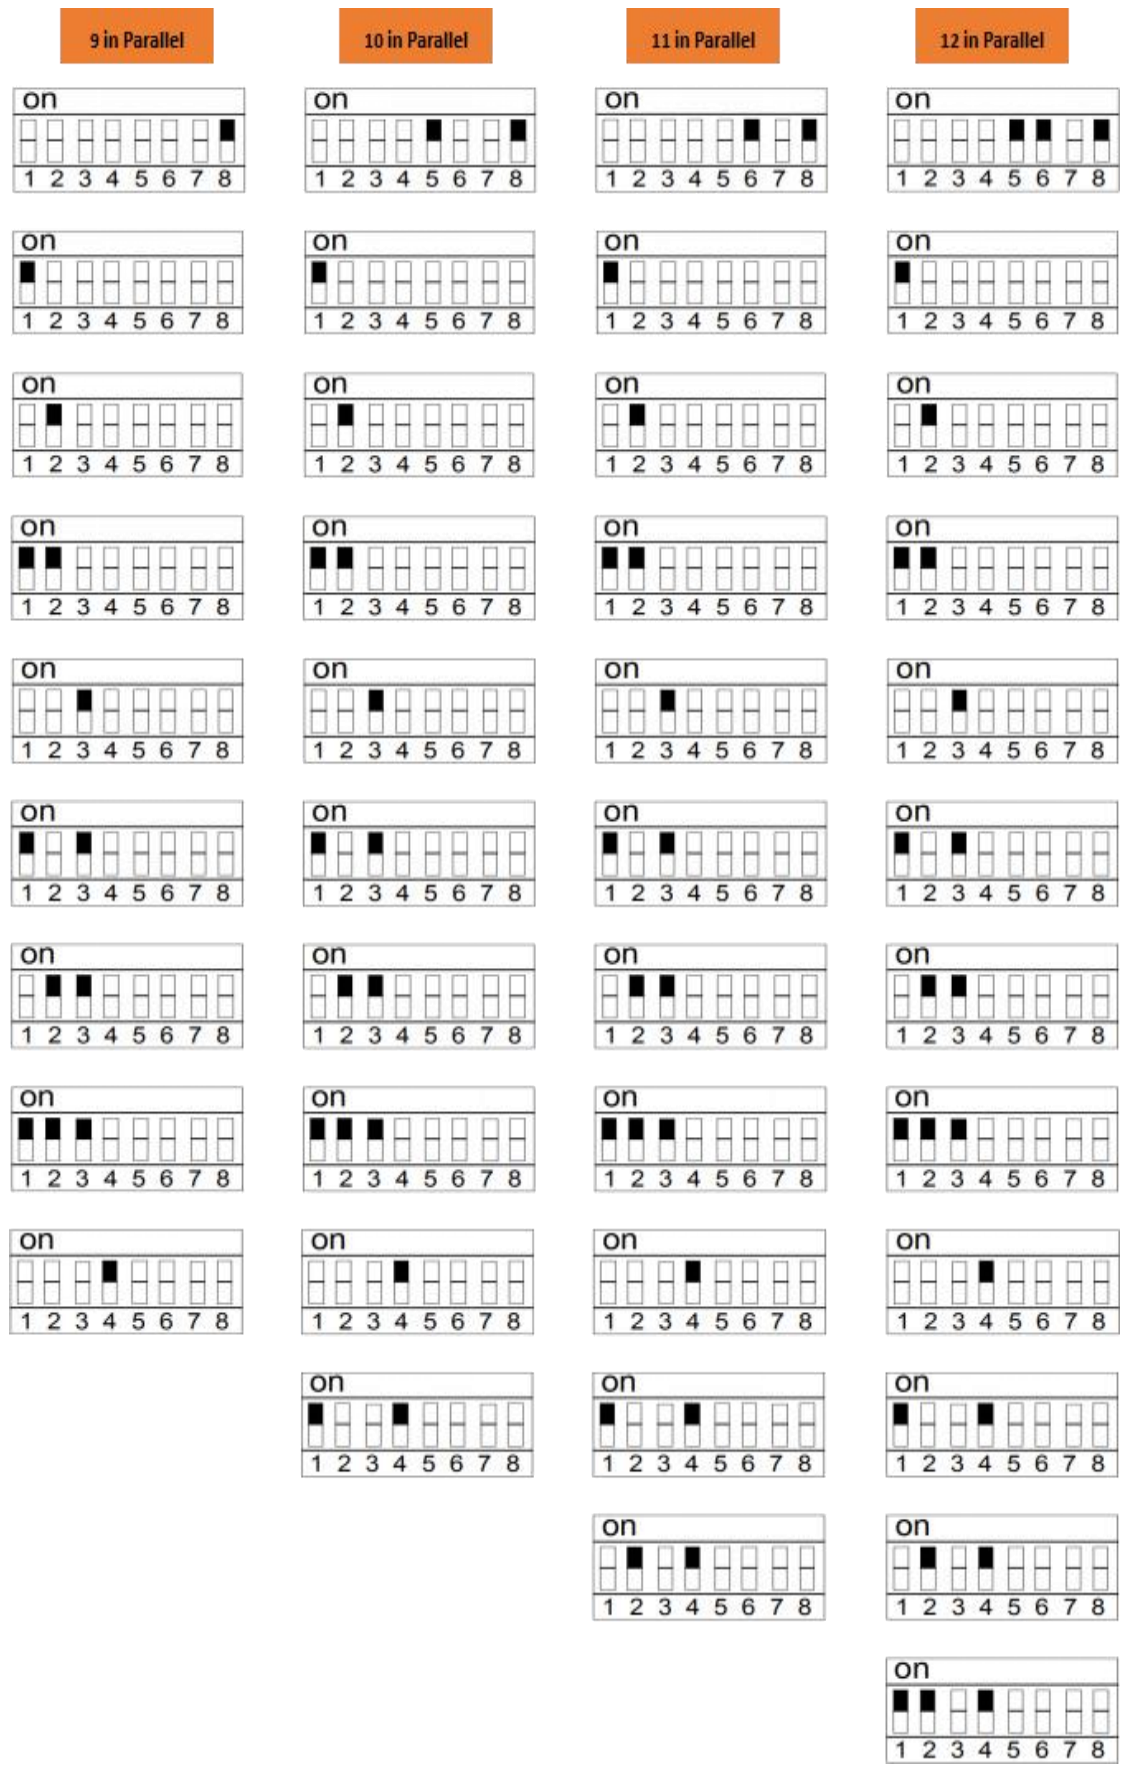 9 in Parallel 10 in Parallel 11 in Parallel 12 in Parallel
on on on on
1 2 3 4 5 6 7 8 1 2 3 4 5 6 7 8 1 2 3 4 5 6 7 8 1 2 3 4 5 6 7 8
on on on on
1 2 3 4 5 6 7 8 1 2 3 4 5 6 7 8 1 2 3 4 5 6 7 8 1 2 3 4 5 6 7 8
on on on on
1 2 3 4 5 6 7 8 1 2 3 4 5 6 7 8 1 2 3 4 5 6 7 8 1 2 3 4 5 6 7 8
on on on on
1 2 3 4 5 6 7 8 1 2 3 4 5 6 7 8 1 2 3 4 5 6 7 8 1 2 3 4 5 6 7 8
on on on on
1 2 3 4 5 6 7 8 1 2 3 4 5 6 7 8 1 2 3 4 5 6 7 8 1 2 3 4 5 6 7 8
on on on on
1 2 3 4 5 6 7 8 1 2 3 4 5 6 7 8 1 2 3 4 5 6 7 8 1 2 3 4 5 6 7 8
on on on on
1 2 3 4 5 6 7 8 1 2 3 4 5 6 7 8 1 2 3 4 5 6 7 8 1 2 3 4 5 6 7 8
on on on on
1 2 3 4 5 6 7 8 1 2 3 4 5 6 7 8 1 2 3 4 5 6 7 8 1 2 3 4 5 6 7 8
on on on on
1 2 3 4 5 6 7 8 1 2 3 4 5 6 7 8 1 2 3 4 5 6 7 8 1 2 3 4 5 6 7 8
on on on
1 2 3 4 5 6 7 8 1 2 3 4 5 6 7 8 1 2 3 4 5 6 7 8
on on
1 2 3 4 5 6 7 8 1 2 3 4 5 6 7 8
on
1 2 3 4 5 6 7 8